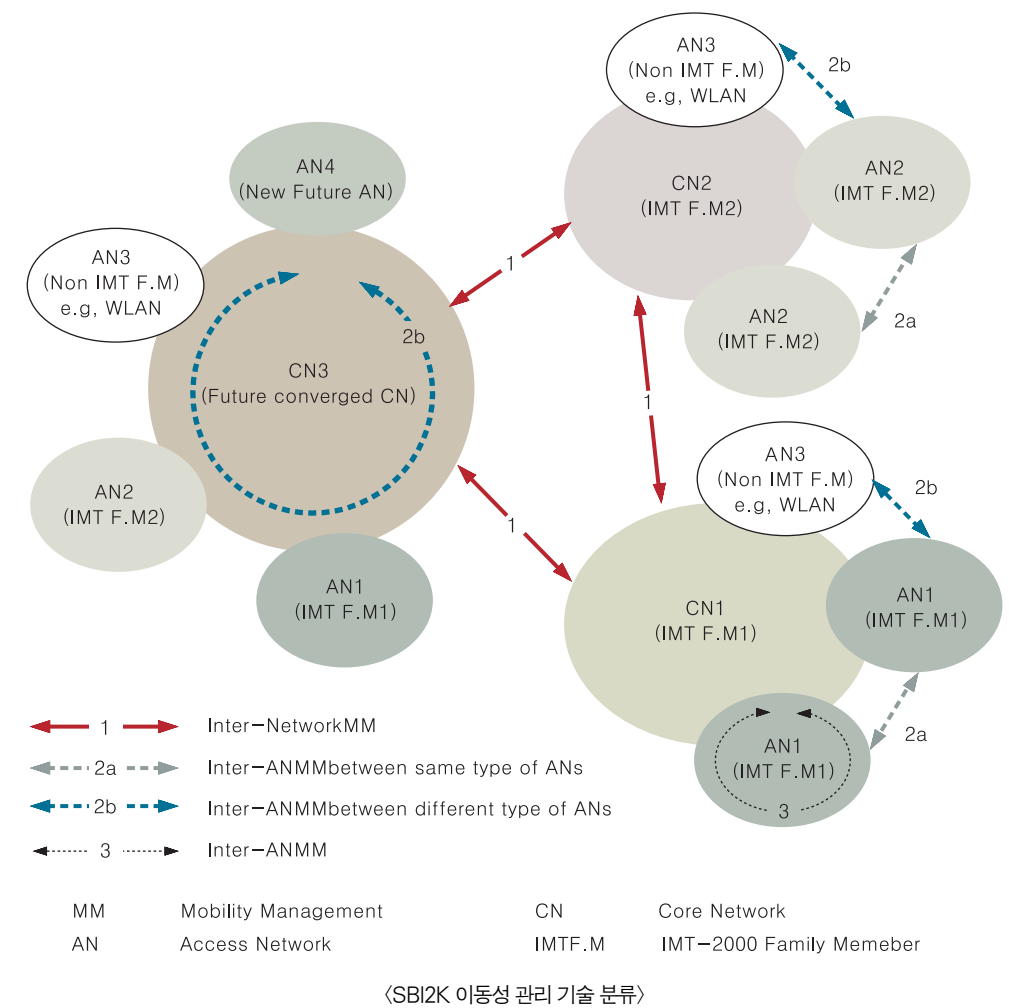 AN3
(Non IMT F.M)
e.g, WLAN
2b
AN2
(IMT F.M2)
CN2
(IMT F.M2)
AN2
(IMT F.M2)
2a
1
AN4
(New Future AN)
AN3
(Non IMT F.M)
e.g, WLAN
2b
CN3
(Future converged CN)
AN2
(IMT F.M2)
AN1
(IMT F.M1)
1
1
AN3
(Non IMT F.M)
e.g, WLAN
2b
AN1
(IMT F.M1)
CN1
(IMT F.M1)
AN1
(IMT F.M1)
3
2a
1 Inter-NetworkMM
2a Inter-ANMMbetween same type of ANs
2b Inter-ANMMbetween different type of ANs
3 Inter-ANMM
MM Mobility Management CN Core Network
AN Access Network IMTF.M IMT-2000 Family Memeber
〈SBI2K 이동성 관리 기술 분류〉